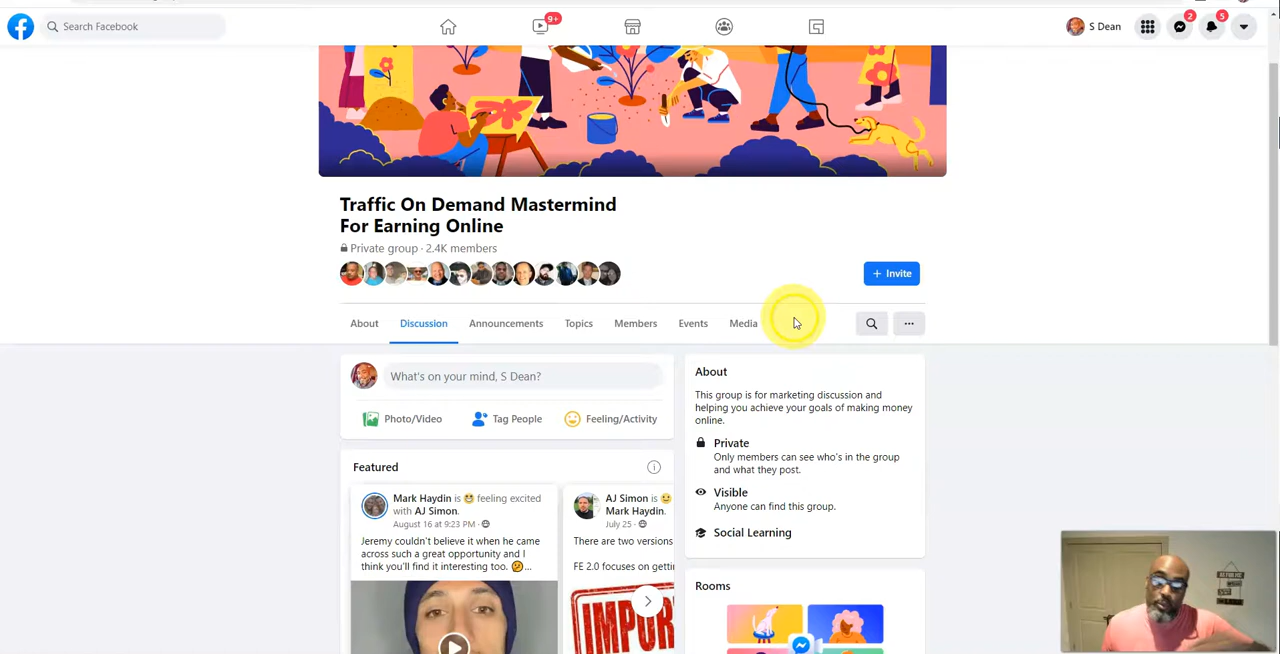 Search Facebook
9+
S Dean
2
5
Traffic On Demand Mastermind
For Earning Online
Private group · 2.4K members
+ Invite
About
Discussion
Announcements
Topics
Members
Events
Media
What's on your mind, S Dean?
Photo/Video
Tag People
Feeling/Activity
Featured
Mark Haydin is 😃 feeling excited
with AJ Simon.
August 16 at 9:23 PM ·
Jeremy couldn't believe it when he came
across such a great opportunity and I
think you'll find it interesting too. 🤔...
AJ Simon is
Mark Haydin.
July 25 ·
There are two versions
FE 2.0 focuses on getti
IMPOR
About
This group is for marketing discussion and
helping you achieve your goals of making money
online.
Private
Only members can see who's in the group
and what they post.
Visible
Anyone can find this group.
Social Learning
Rooms